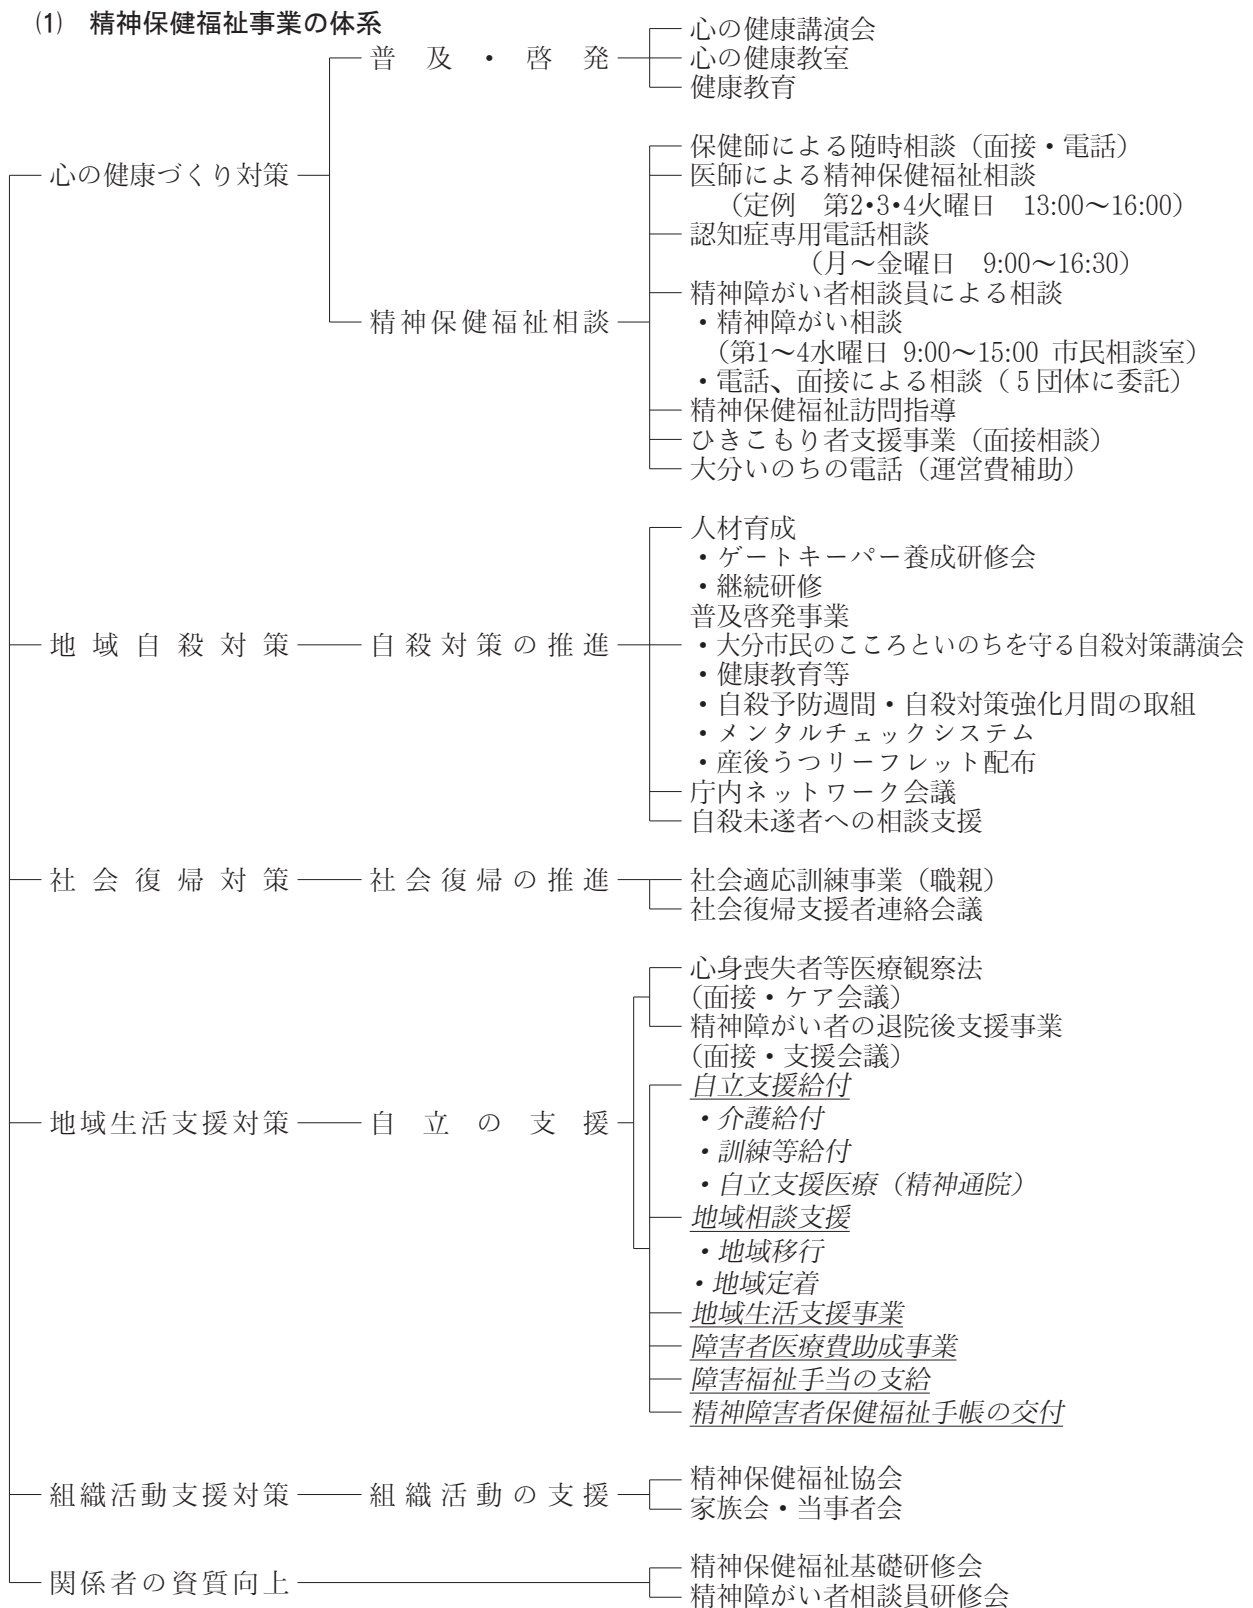 ⑴　精神保健福祉事業の体系
心の健康づくり対策
普及・啓発
心の健康講演会
心の健康教室
健康教育
精神保健福祉相談
保健師による随時相談（面接・電話）
医師による精神保健福祉相談
（定例　第2・3・4火曜日　13:00～16:00）
認知症専用電話相談
（月～金曜日　9:00～16:30）
精神障がい者相談員による相談
・精神障がい相談
（第1～4水曜日 9:00～15:00 市民相談室）
・電話、面接による相談（５団体に委託）
精神保健福祉訪問指導
ひきこもり者支援事業（面接相談）
大分いのちの電話（運営費補助）
地域自殺対策
自殺対策の推進
人材育成
・ゲートキーパー養成研修会
・継続研修
普及啓発事業
・大分市民のこころといのちを守る自殺対策講演会
・健康教育等
・自殺予防週間・自殺対策強化月間の取組
・メンタルチェックシステム
・産後うつリーフレット配布
庁内ネットワーク会議
自殺未遂者への相談支援
社会復帰対策
社会復帰の推進
社会適応訓練事業（職親）
社会復帰支援者連絡会議
地域生活支援対策
自立の支援
心身喪失者等医療観察法
（面接・ケア会議）
精神障がい者の退院後支援事業
（面接・支援会議）
自立支援給付
・介護給付
・訓練等給付
・自立支援医療（精神通院）
地域相談支援
・地域移行
・地域定着
地域生活支援事業
障害者医療費助成事業
障害福祉手当の支給
精神障害者保健福祉手帳の交付
組織活動支援対策
組織活動の支援
精神保健福祉協会
家族会・当事者会
関係者の資質向上
精神保健福祉基礎研修会
精神障がい者相談員研修会